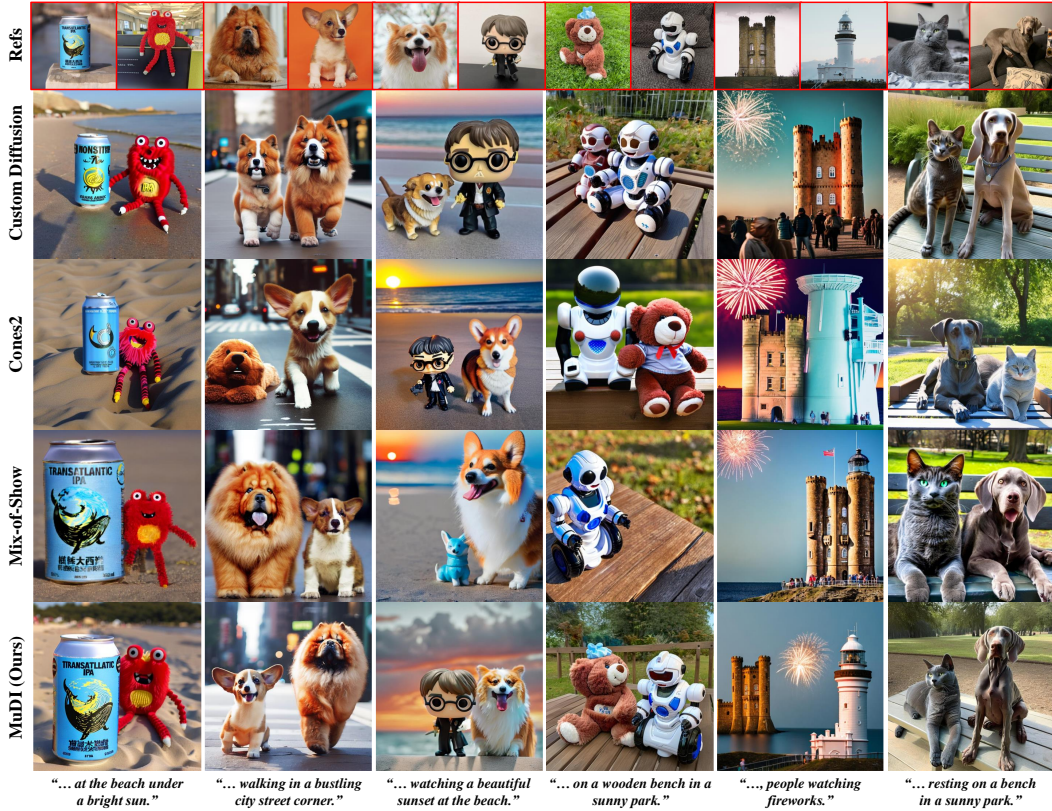 Refs
Custom Diffusion
MONSTTIR
Cones2
Mix-of-Show
TRANSATLANTIC
IPA
MuDI (Ours)
TTRANSATLLATIC
IPA
“… at the beach under
a bright sun.”
“… walking in a bustling
city street corner.”
“… watching a beautiful
sunset at the beach.”
“… on a wooden bench in a
sunny park.”
“…, people watching
fireworks.”
“… resting on a bench
in a sunny park.”